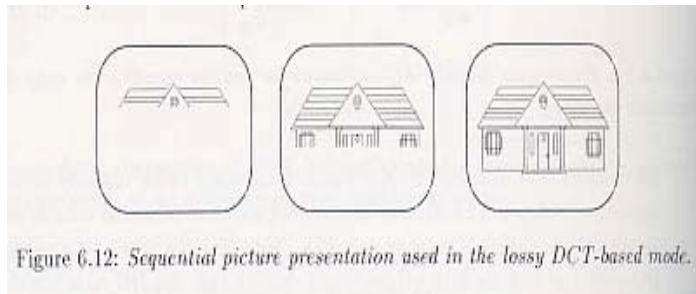 Figure 6.12: Sequential picture presentation used in the lossy DCT-based mode.